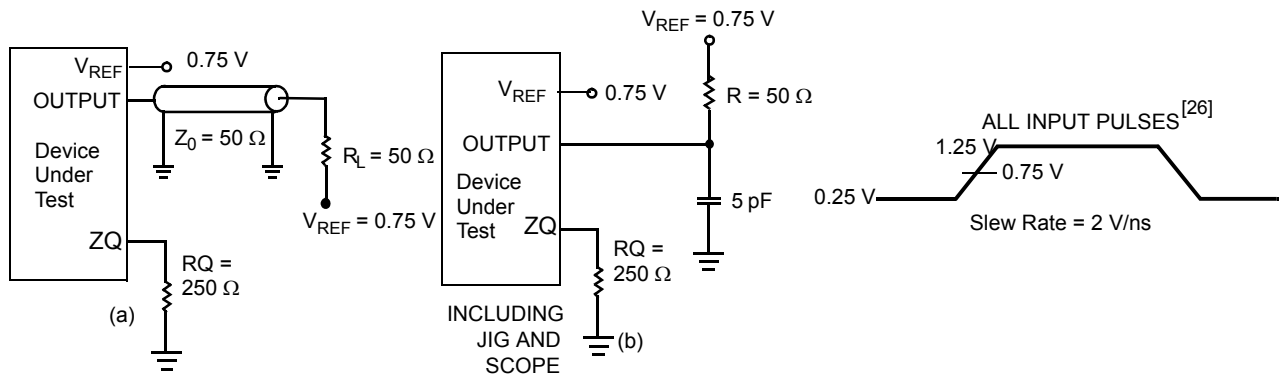 V_REF 0.75 V
OUTPUT
Device
Under
Test
Z₀ = 50 Ω
R_L = 50 Ω
V_REF = 0.75 V
ZQ
RQ =
250 Ω
(a)
V_REF = 0.75 V
R = 50 Ω
V_REF 0.75 V
OUTPUT
Device
Under
Test
5 pF
ZQ
RQ =
250 Ω
INCLUDING
JIG AND
SCOPE
(b)
ALL INPUT PULSES[26]
1.25 V
0.75 V
0.25 V
Slew Rate = 2 V/ns